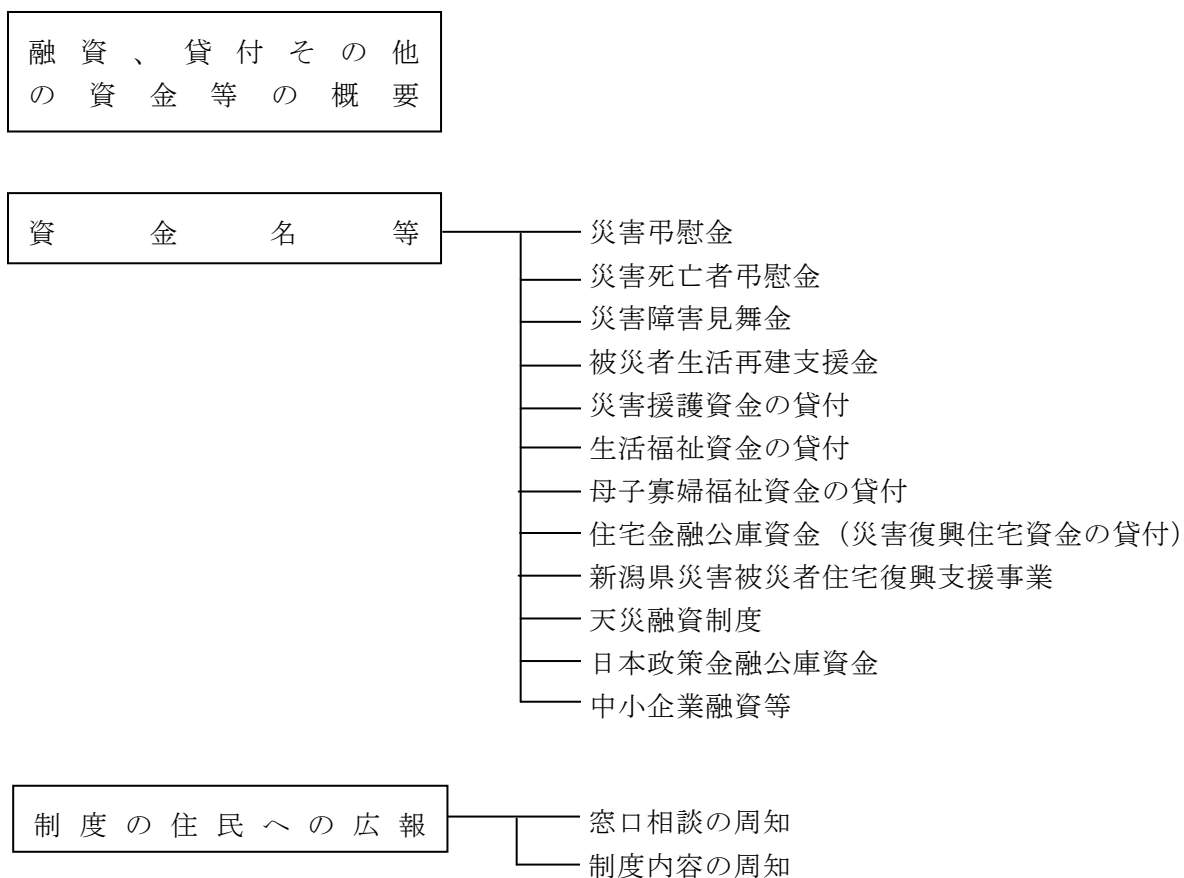 融資、貸付その他
の資金等の概要
資金名等
災害弔慰金
災害死亡者弔慰金
災害障害見舞金
被災者生活再建支援金
災害援護資金の貸付
生活福祉資金の貸付
母子寡婦福祉資金の貸付
住宅金融公庫資金（災害復興住宅資金の貸付）
新潟県災害被災者住宅復興支援事業
天災融資制度
日本政策金融公庫資金
中小企業融資等
制度の住民への広報
窓口相談の周知
制度内容の周知